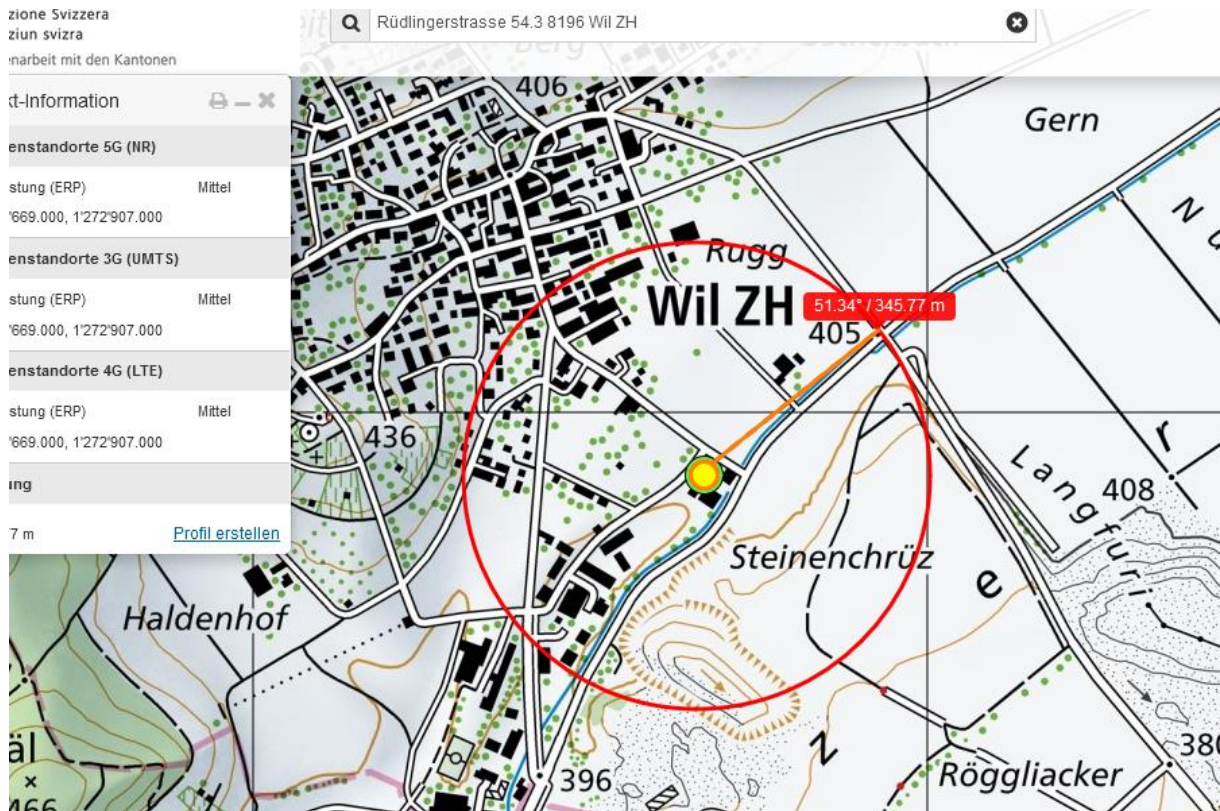 zione Svizzera
ziun svizra
enarbeit mit den Kantonen
Rüdlingerstrasse 54.3 8196 Wil ZH
kt-Information
enstandorte 5G (NR)
stung (ERP) Mittel
'669.000, 1'272'907.000
enstandorte 3G (UMTS)
stung (ERP) Mittel
'669.000, 1'272'907.000
enstandorte 4G (LTE)
stung (ERP) Mittel
'669.000, 1'272'907.000
ung
7 m Profil erstellen
berg
406
Gern
N u
Rugg
Wil ZH
51.34° / 345.77 m
405
436
r
Langfuri
408
Steinenchrüz
e
Haldenhof
z
äl
396
Röggliacker
380
466